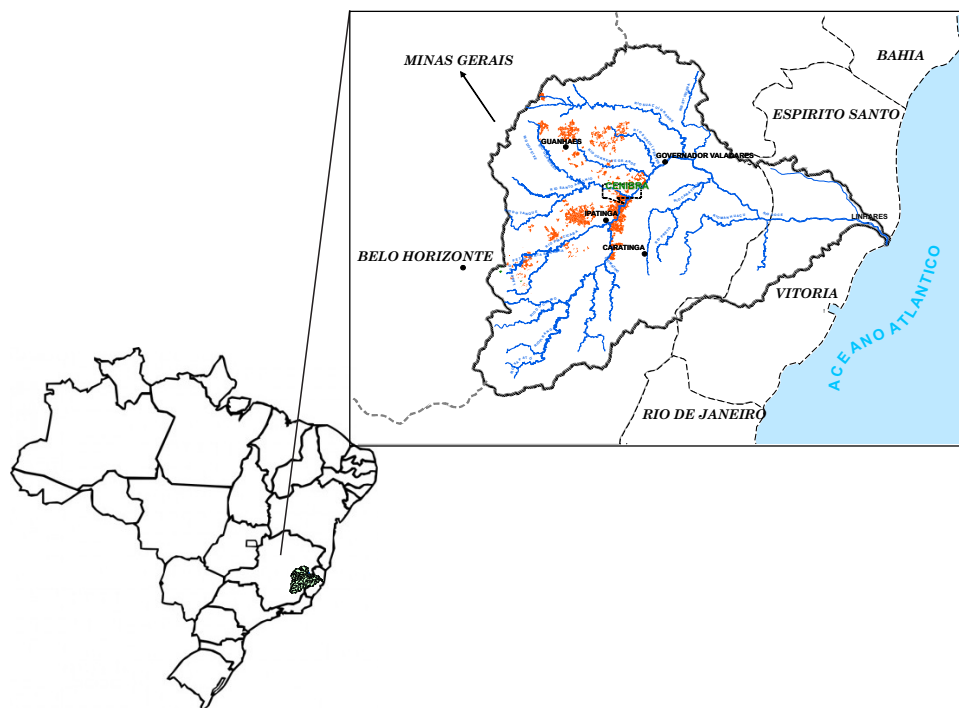 BAHIA
MINAS GERAIS
ESPIRITO SANTO
GUANHAES
GOVERNADOR VALADARES
CENIBRA
IPATINGA
LINHARES
CARATINGA
BELO HORIZONTE
VITORIA
ACEANO ATLANTICO
RIO DE JANEIRO